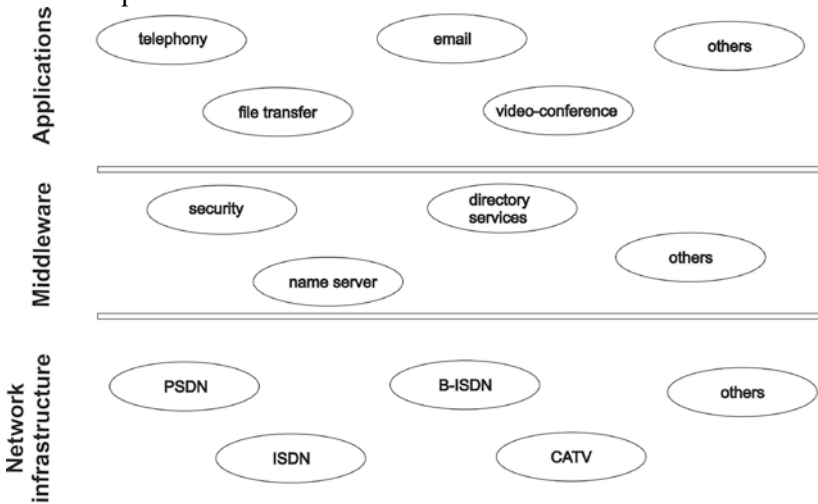 Applications
telephony
email
others
file transfer
video-conference
Middleware
security
directory
services
others
name server
Network
infrastructure
PSDN
B-ISDN
others
ISDN
CATV